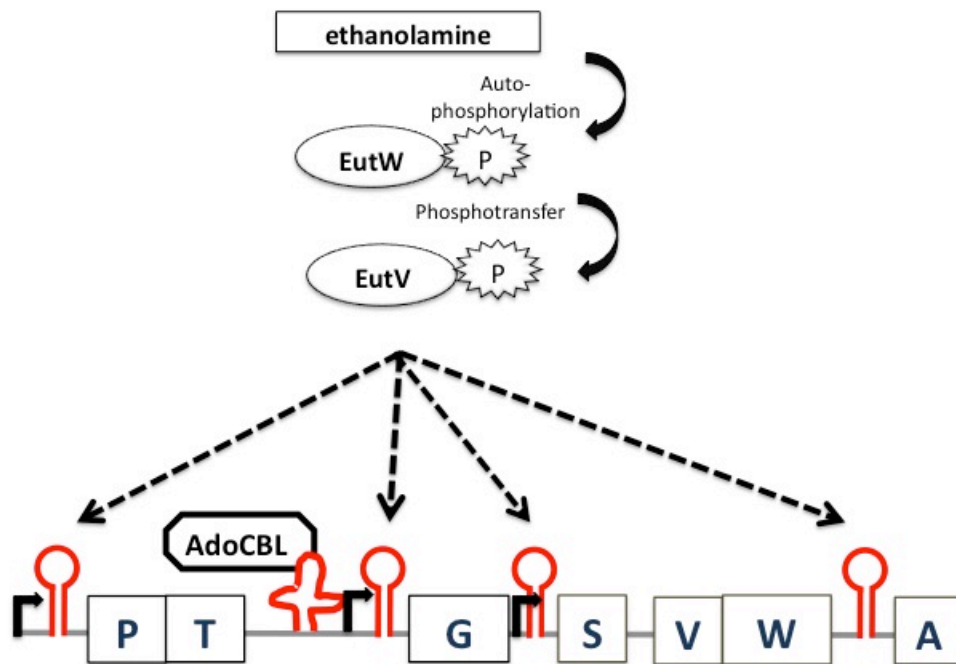 ethanolamine
Auto-
phosphorylation
EutW
P
Phosphotransfer
EutV
P
AdoCBL
P T G S V W A